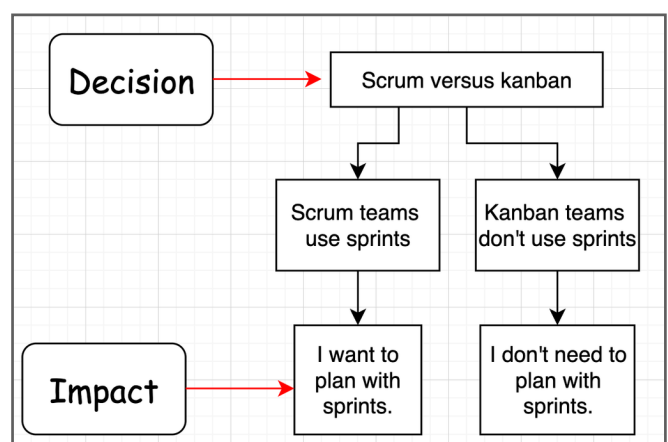 Decision
Scrum versus kanban
Scrum teams
use sprints
Kanban teams
don't use sprints
Impact
I want to
plan with
sprints.
I don't need to
plan with
sprints.